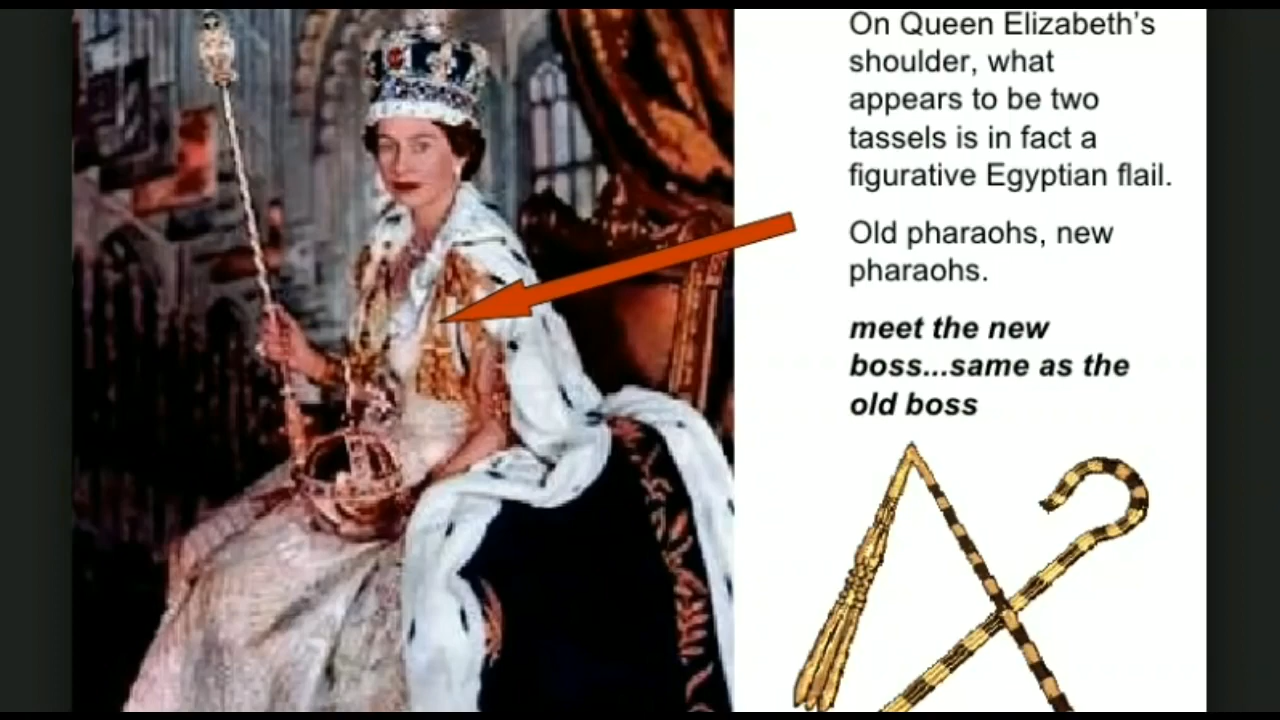 On Queen Elizabeth's
shoulder, what
appears to be two
tassels is in fact a
figurative Egyptian flail.
Old pharaohs, new
pharaohs.
meet the new
boss...same as the
old boss